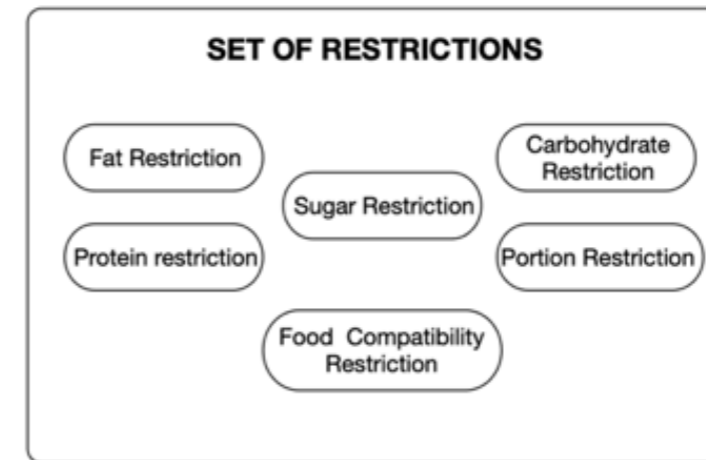 SET OF RESTRICTIONS
Fat Restriction
Carbohydrate
Restriction
Sugar Restriction
Protein restriction
Portion Restriction
Food Compatibility
Restriction